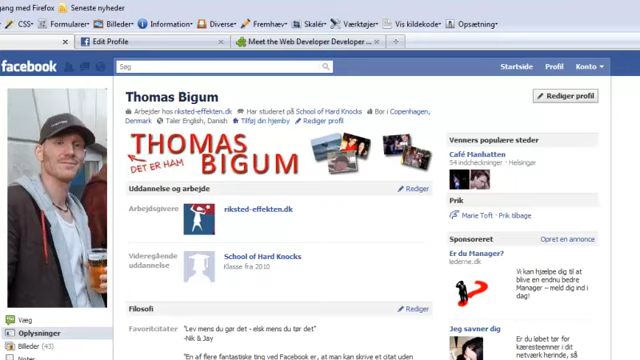 gang med Firefox Seneste nyheder
CSS Formularer Billeder Information Diverse Fremhæv Skalér Værktøjer Vis kildekode Opsætning
Edit Profile
Meet the Web Developer Developer ...
facebook
Søg
Startside Profil Konto
Thomas Bigum
Rediger profil
Arbejder hos riksted-effekten.dk Har studeret på School of Hard Knocks Bor i Copenhagen,
Denmark Taler English, Danish Tilføj din hjemby Rediger profil
THOMAS
DET ER HAM
BIGUM
Uddannelse og arbejde Rediger
Arbejdsgivere
riksted-effekten.dk
Videregående
uddannelse
School of Hard Knocks
Klasse fra 2010
Filosofi Rediger
Favoritcitater
"Lev mens du gør det - elsk mens du tør det"
-Nik & Jay
"En af flere fantastiske ting ved Facebook er, at man kan skrive et citat uden
Væg
Oplysninger
Billeder (43)
Notes
Venners populære steder
Café Manhatten
54 indcheckninger · Helsingør
Prik
Marie Toft · Prik tilbage
Sponsoreret Opret en annonce
Er du Manager?
lederne.dk
Vi kan hjælpe dig til at
blive en endnu bedre
Manager – meld dig ind i
dag!
Jeg savner dig
Er du løbet tør for
kæresteemner i dit
netværk herinde, så